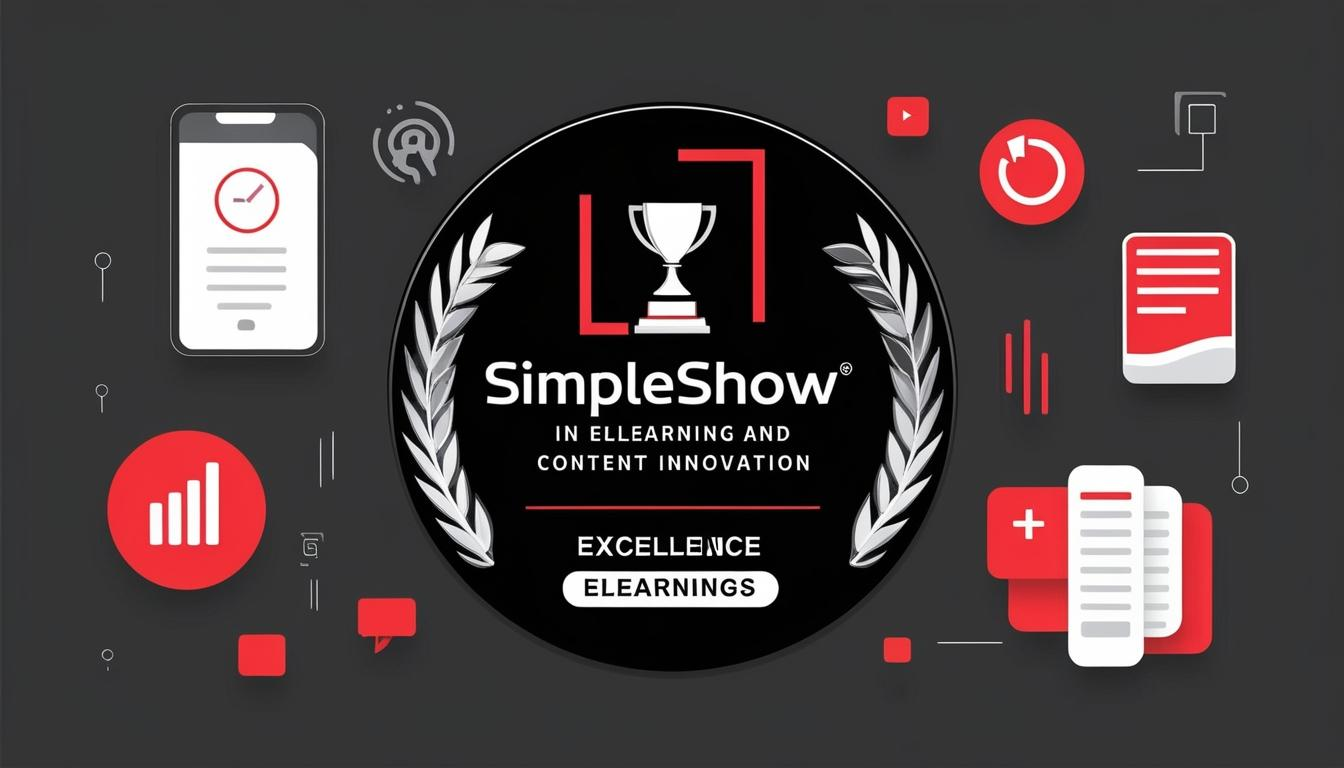 SimpleShow®
IN ELLEARNING AND
CONTENT INNOVATION
EXCELLENCE
ELEARNINGS